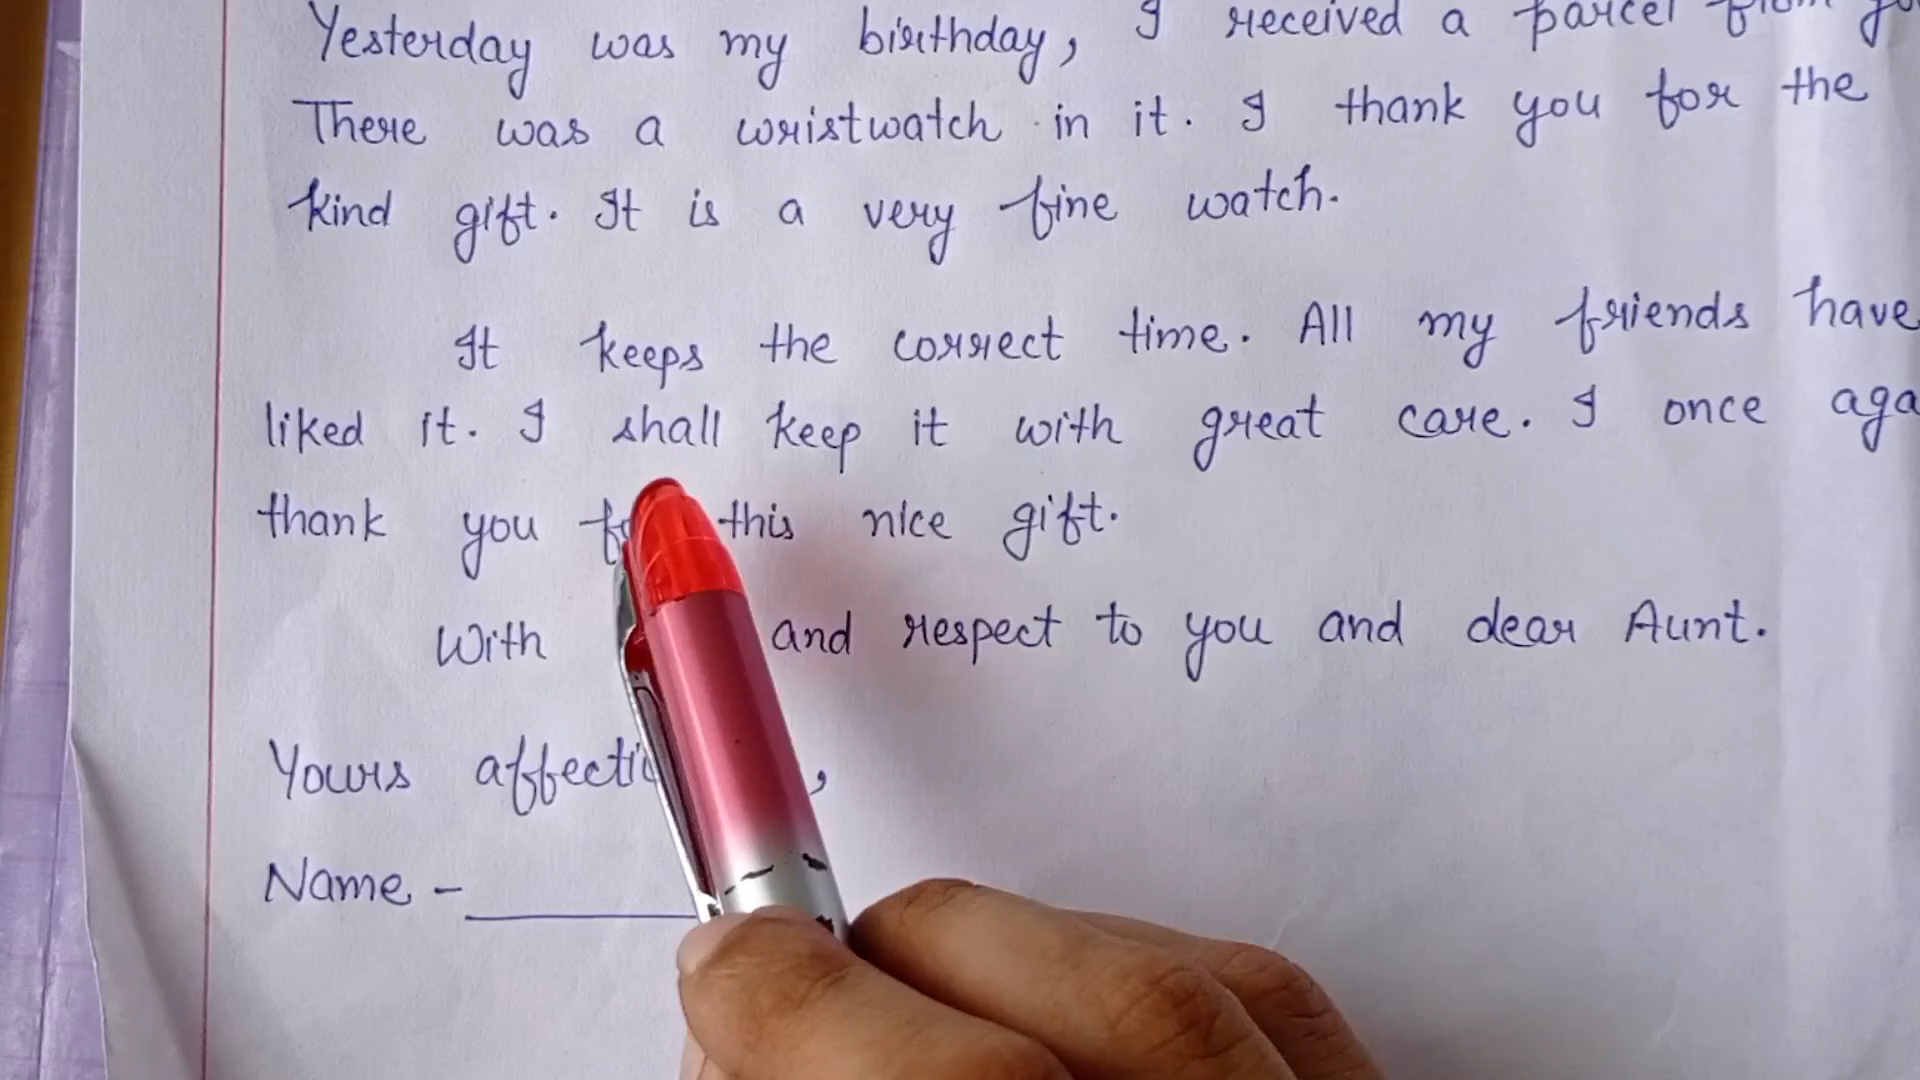 Yesterday was my birthday, I received a parcel from
There was a wristwatch in it. I thank you for the
kind gift. It is a very fine watch.
It keeps the correct time. All my friends have
liked it. I shall keep it with great care. I once
thank you this nice gift.
With and respect to you and dear Aunt.
Yours
Name -